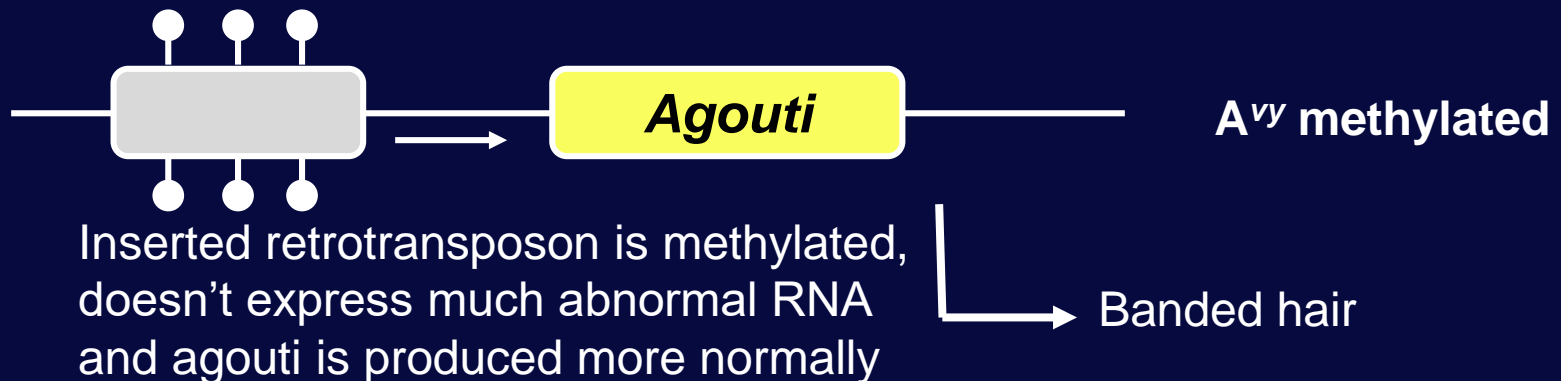 Agouti
A^vy methylated
Inserted retrotransposon is methylated,
doesn’t express much abnormal RNA
and agouti is produced more normally
Banded hair